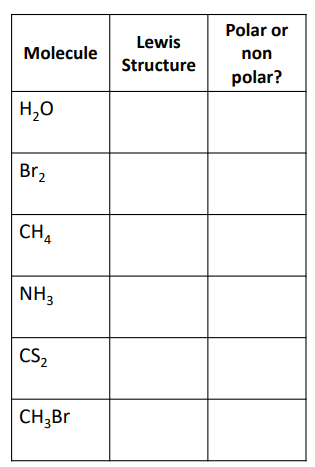 Molecule
Lewis
Structure
Polar or
non
polar?
H₂O
Br₂
CH₄
NH₃
CS₂
CH₃Br